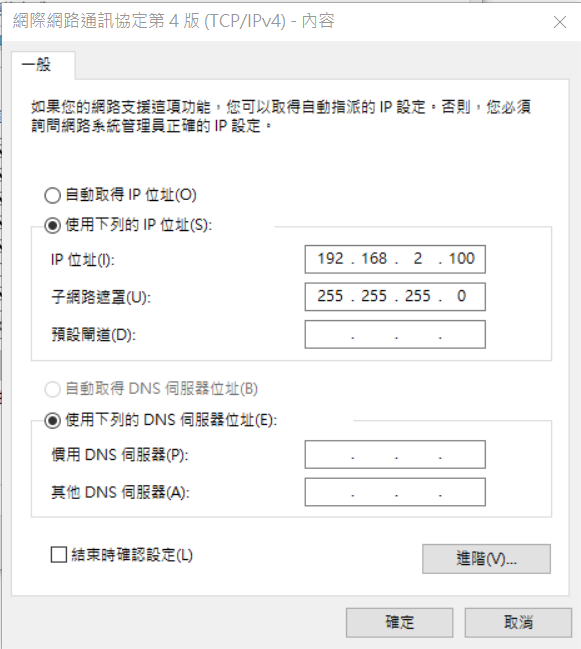 網際網路通訊協定第 4 版 (TCP/IPv4) - 內容
一般
如果您的網路支援這項功能，您可以取得自動指派的 IP 設定。否則，您必須
詢問網路系統管理員正確的 IP 設定。
自動取得 IP 位址(O)
使用下列的 IP 位址(S):
IP 位址(I):
192 . 168 . 2 . 100
子網路遮罩(U):
255 . 255 . 255 . 0
預設閘道(D):
. . .
自動取得 DNS 伺服器位址(B)
使用下列的 DNS 伺服器位址(E):
慣用 DNS 伺服器(P):
. . .
其他 DNS 伺服器(A):
. . .
結束時確認設定(L)
進階(V)...
確定
取消